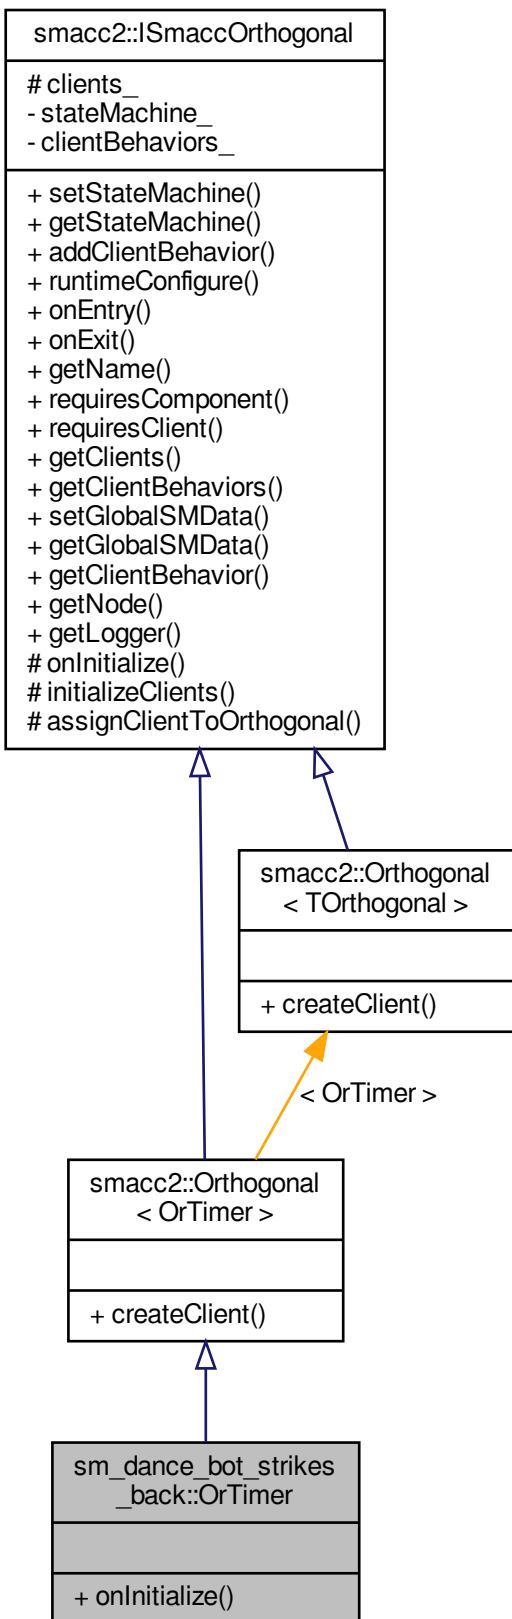 smacc2::ISmaccOrthogonal
# clients_
- stateMachine_
- clientBehaviors_
+ setStateMachine()
+ getStateMachine()
+ addClientBehavior()
+ runtimeConfigure()
+ onEntry()
+ onExit()
+ getName()
+ requiresComponent()
+ requiresClient()
+ getClients()
+ getClientBehaviors()
+ setGlobalSMData()
+ getGlobalSMData()
+ getClientBehavior()
+ getNode()
+ getLogger()
# onInitialize()
# initializeClients()
# assignClientToOrthogonal()
smacc2::Orthogonal
< TOrthogonal >
+ createClient()
< OrTimer >
smacc2::Orthogonal
< OrTimer >
+ createClient()
sm_dance_bot_strikes
_back::OrTimer
+ onInitialize()